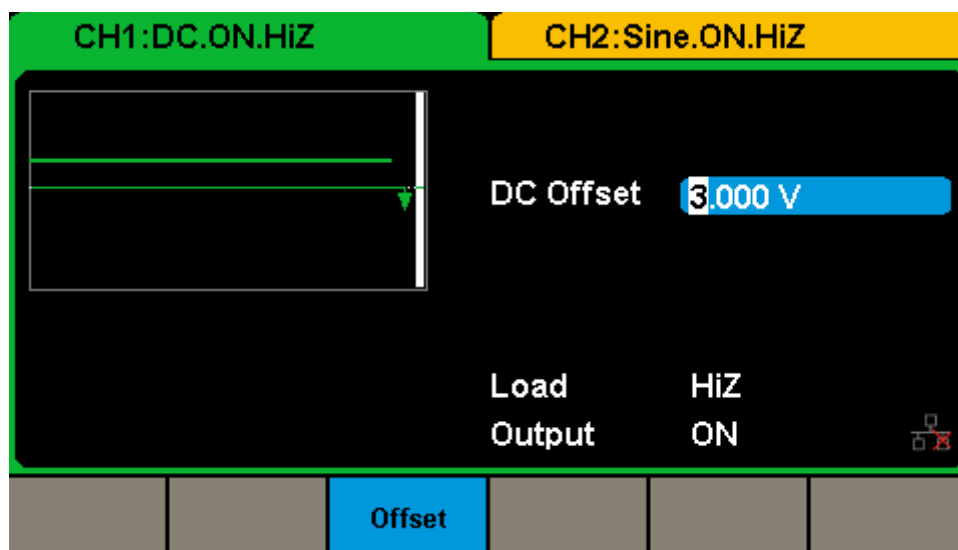 CH1:DC.ON.HiZ
CH2:Sine.ON.HiZ
DC Offset 3.000 V
Load HiZ
Output ON
Offset